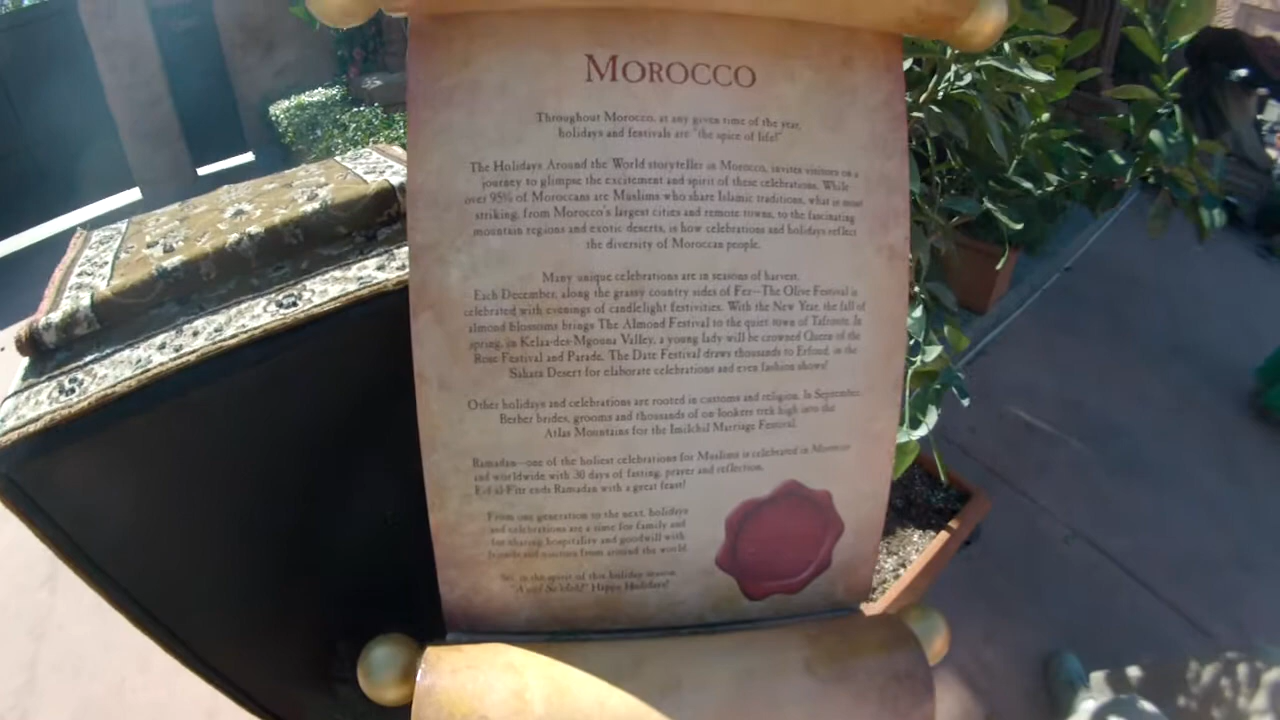 MOROCCO
Throughout Morocco, at any given time of the year,
holidays and festivals are "the spice of life!"
The Holidays Around the World storyteller in Morocco, invites visitors on a
journey to glimpse the excitement and spirit of these celebrations. While
over 95% of Moroccans are Muslims who share Islamic traditions, what is most
striking, from Morocco's largest cities and remote towns, to the fascinating
mountain regions and exotic deserts, is how celebrations and holidays reflect
the diversity of Moroccan people.
Many unique celebrations are in seasons of harvest.
Each December, along the grassy country sides of Fez—The Olive Festival is
celebrated with evenings of candlelight festivities. With the New Year, the fall of
almond blossoms brings The Almond Festival to the quiet town of Tafraute. In
spring, in Kelaa-des-Mgouna Valley, a young lady will be crowned Queen of the
Rose Festival and Parade. The Date Festival draws thousands to Erfoud, in the
Sahara Desert for elaborate celebrations and even fashion shows!
Other holidays and celebrations are rooted in customs and religion. In September
Berber brides, grooms and thousands of on-lookers trek high into the
Atlas Mountains for the Imilchil Marriage Festival.
Ramadan—one of the holiest celebrations for Muslims is celebrated in Morocco
and worldwide with 30 days of fasting, prayer and reflection.
Eid al-Fitr ends Ramadan with a great feast!
From one generation to the next, holidays
and celebrations are a time for family and
for sharing hospitality and goodwill with
friends and visitors from around the world.
So, in the spirit of this holiday season
Happy Holidays!